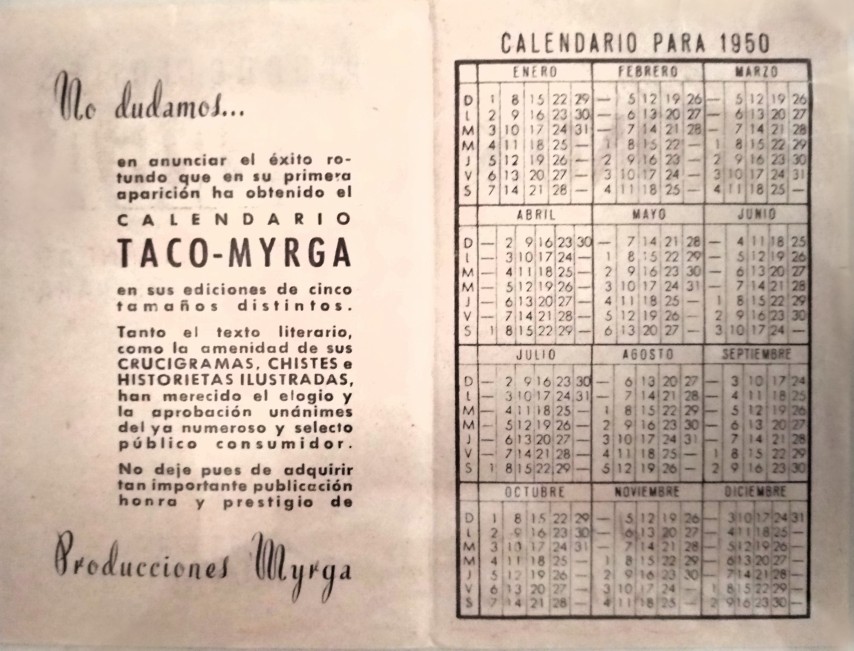 No dudamos...
en anunciar el éxito ro-
tundo que en su primera
aparición ha obtenido el
CALENDARIO
TACO-MYRGA
en sus ediciones de cinco
tamaños distintos.
Tanto el texto literario,
como la amenidad de sus
CRUCIGRAMAS, CHISTES e
HISTORIETAS ILUSTRADAS,
han merecido el elogio y
la aprobación unánimes
del ya numeroso y selecto
público consumidor.
No deje pues de adquirir
tan importante publicación
honra y prestigio de
Producciones Myrga
CALENDARIO PARA 1950
ENERO FEBRERO MARZO
D 1 8 15 22 29 — 5 12 19 26 — 5 12 19 26
L 2 9 16 23 30 — 6 13 20 27 — 6 13 20 27
M 3 10 17 24 31 — 7 14 21 28 — 7 14 21 28
M 4 11 18 25 — 1 8 15 22 — 1 8 15 22 29
J 5 12 19 26 — 2 9 16 23 — 2 9 16 23 30
V 6 13 20 27 — 3 10 17 24 — 3 10 17 24 31
S 7 14 21 28 — 4 11 18 25 — 4 11 18 25 —
ABRIL MAYO JUNIO
D — 2 9 16 23 30 — 7 14 21 28 — 4 11 18 25
L — 3 10 17 24 — 1 8 15 22 29 — 5 12 19 26
M — 4 11 18 25 — 2 9 16 23 30 — 6 13 20 27
M — 5 12 19 26 — 3 10 17 24 31 — 7 14 21 28
J — 6 13 20 27 — 4 11 18 25 — 1 8 15 22 29
V — 7 14 21 28 — 5 12 19 26 — 2 9 16 23 30
S 1 8 15 22 29 — 6 13 20 27 — 3 10 17 24 —
JULIO AGOSTO SEPTIEMBRE
D — 2 9 16 23 30 — 6 13 20 27 — 3 10 17 24
L — 3 10 17 24 31 — 7 14 21 28 — 4 11 18 25
M — 4 11 18 25 — 1 8 15 22 29 — 5 12 19 26
M — 5 12 19 26 — 2 9 16 23 30 — 6 13 20 27
J — 6 13 20 27 — 3 10 17 24 31 — 7 14 21 28
V — 7 14 21 28 — 4 11 18 25 — 1 8 15 22 29
S 1 8 15 22 29 — 5 12 19 26 — 2 9 16 23 30
OCTUBRE NOVIEMBRE DICIEMBRE
D 1 8 15 22 29 — 5 12 19 26 — 3 10 17 24 31
L 2 9 16 23 30 — 6 13 20 27 — 4 11 18 25 —
M 3 10 17 24 31 — 7 14 21 28 — 5 12 19 26 —
M 4 11 18 25 — 1 8 15 22 29 — 6 13 20 27 —
J 5 12 19 26 — 2 9 16 23 30 — 7 14 21 28 —
V 6 13 20 27 — 3 10 17 24 — 1 8 15 22 29 —
S 7 14 21 28 — 4 11 18 25 — 2 9 16 23 30 —